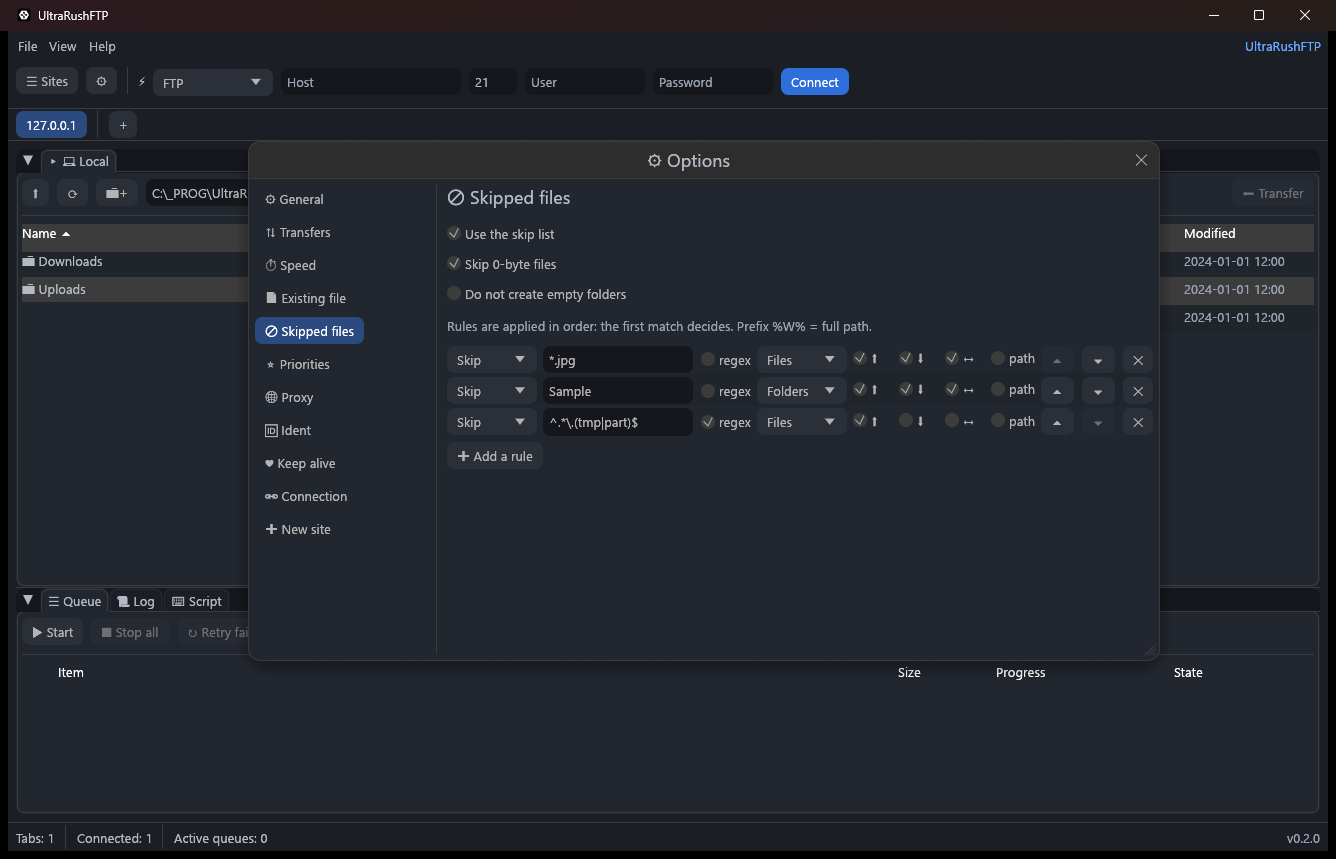 UltraRushFTP
File View Help UltraRushFTP
Sites FTP Host 21 User Password Connect
127.0.0.1 +
Local
Options
C:\_PROG\UltraR
Transfer
Name
Modified
Downloads
2024-01-01 12:00
Uploads
2024-01-01 12:00
2024-01-01 12:00
General
Transfers
Speed
Existing file
Skipped files
Priorities
Proxy
Ident
Keep alive
Connection
New site
Skipped files
Use the skip list
Skip 0-byte files
Do not create empty folders
Rules are applied in order: the first match decides. Prefix %W% = full path.
Skip *.jpg regex Files path
Skip Sample regex Folders path
Skip ^.*\.(tmp|part)$ regex Files path
Add a rule
Queue Log Script
Start Stop all Retry fai
Item Size Progress State
Tabs: 1 Connected: 1 Active queues: 0 v0.2.0